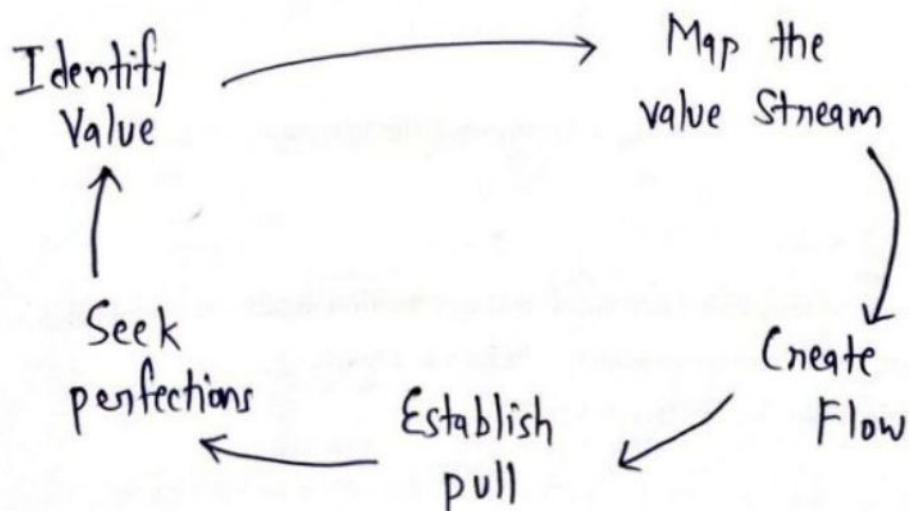 Identify
Value
Map the
value Stream
Create
Flow
Establish
pull
Seek
perfections